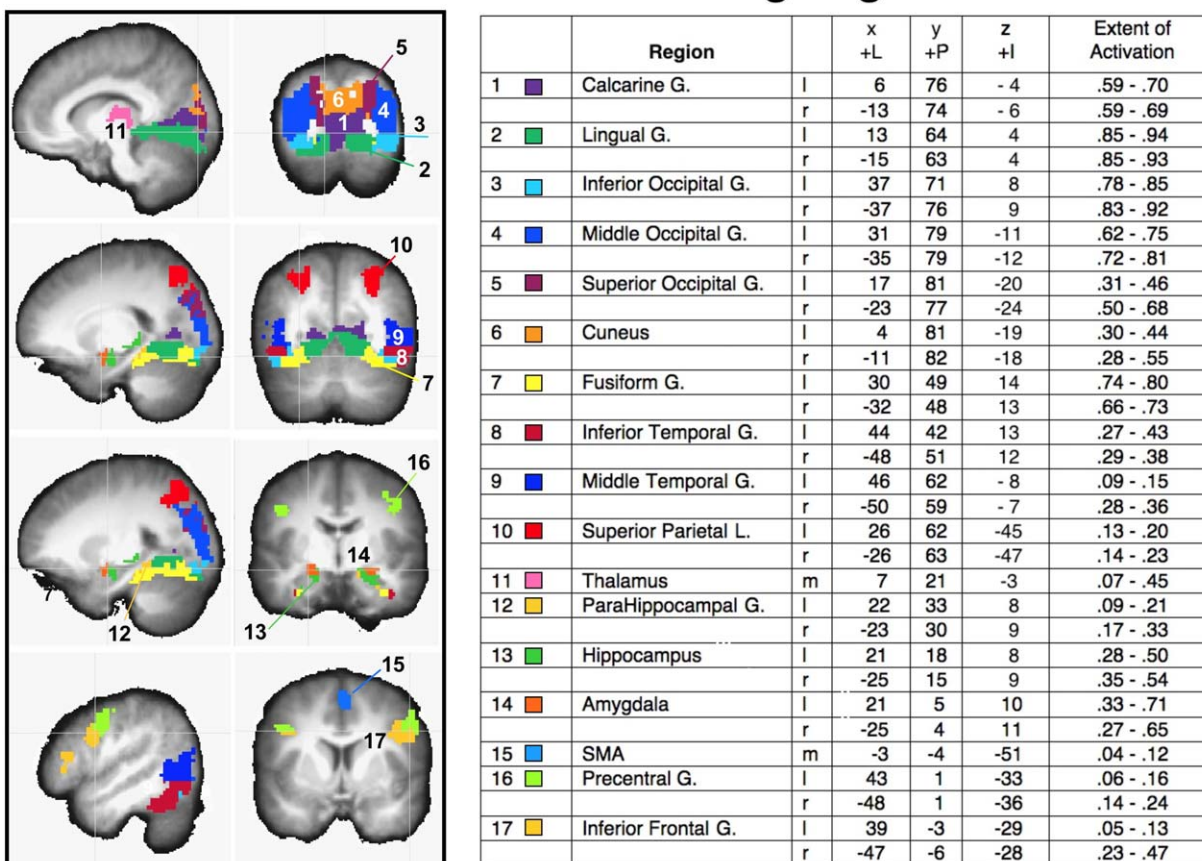 5
6
4
1
3
2
11
10
9
8
7
16
14
7
12
13
15
17
Region x +L y +P z +I Extent of Activation
1 Calcarine G. l 6 76 - 4 .59 - .70
r -13 74 - 6 .59 - .69
2 Lingual G. l 13 64 4 .85 - .94
r -15 63 4 .85 - .93
3 Inferior Occipital G. l 37 71 8 .78 - .85
r -37 76 9 .83 - .92
4 Middle Occipital G. l 31 79 -11 .62 - .75
r -35 79 -12 .72 - .81
5 Superior Occipital G. l 17 81 -20 .31 - .46
r -23 77 -24 .50 - .68
6 Cuneus l 4 81 -19 .30 - .44
r -11 82 -18 .28 - .55
7 Fusiform G. l 30 49 14 .74 - .80
r -32 48 13 .66 - .73
8 Inferior Temporal G. l 44 42 13 .27 - .43
r -48 51 12 .29 - .38
9 Middle Temporal G. l 46 62 - 8 .09 - .15
r -50 59 - 7 .28 - .36
10 Superior Parietal L. l 26 62 -45 .13 - .20
r -26 63 -47 .14 - .23
11 Thalamus m 7 21 -3 .07 - .45
12 ParaHippocampal G. l 22 33 8 .09 - .21
r -23 30 9 .17 - .33
13 Hippocampus l 21 18 8 .28 - .50
r -25 15 9 .35 - .54
14 Amygdala l 21 5 10 .33 - .71
r -25 4 11 .27 - .65
15 SMA m -3 -4 -51 .04 - .12
16 Precentral G. l 43 1 -33 .06 - .16
r -48 1 -36 .14 - .24
17 Inferior Frontal G. l 39 -3 -29 .05 - .13
r -47 -6 -28 .23 - .47